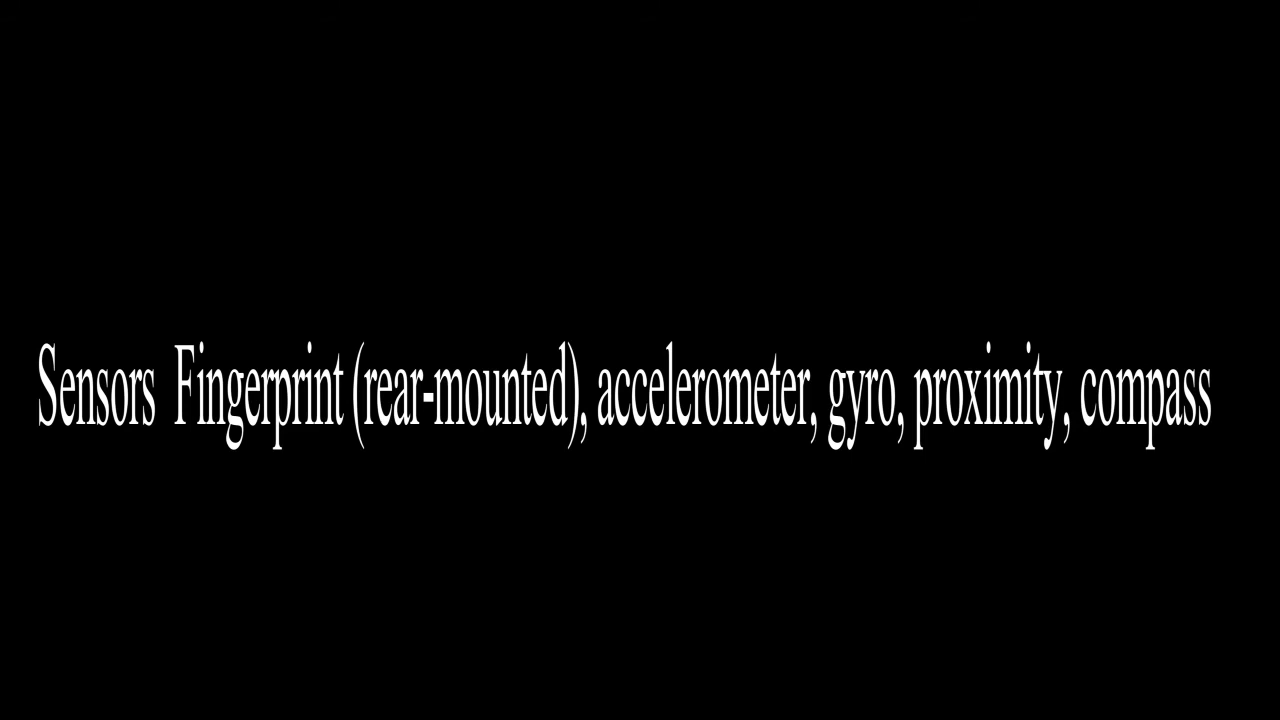 Sensors  Fingerprint (rear-mounted), accelerometer, gyro, proximity, compass